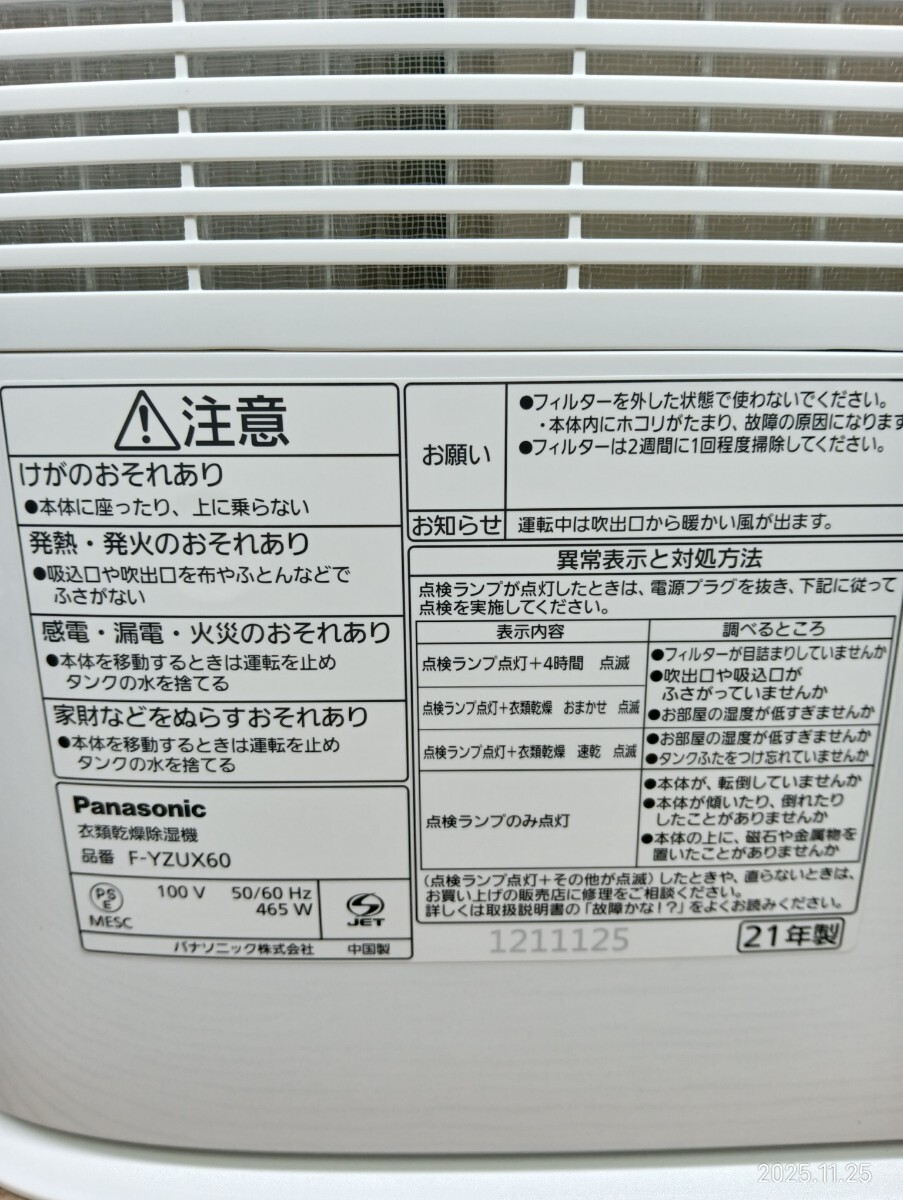 注意
けがのおそれあり
●本体に座ったり、上に乗らない
発熱・発火のおそれあり
●吸込口や吹出口を布やふとんなどで
ふさがない
感電・漏電・火災のおそれあり
●本体を移動するときは運転を止め
タンクの水を捨てる
家財などをぬらすおそれあり
●本体を移動するときは運転を止め
タンクの水を捨てる
Panasonic
衣類乾燥除湿機
品番 F-YZUX60
PS
E
MESC
100 V 50/60 Hz
465 W
JET
パナソニック株式会社 中国製
お願い
●フィルターを外した状態で使わないでください。
・本体内にホコリがたまり、故障の原因になります
●フィルターは2週間に1回程度掃除してください。
お知らせ
運転中は吹出口から暖かい風が出ます。
異常表示と対処方法
点検ランプが点灯したときは、電源プラグを抜き、下記に従って
点検を実施してください。
表示内容 調べるところ
点検ランプ点灯+4時間 点滅
点検ランプ点灯+衣類乾燥 おまかせ 点滅
●フィルターが目詰まりしていませんか
●吹出口や吸込口が
ふさがっていませんか
●お部屋の湿度が低すぎませんか
点検ランプ点灯+衣類乾燥 速乾 点滅
●お部屋の湿度が低すぎませんか
●タンクふたをつけ忘れていませんか
点検ランプのみ点灯
●本体が、転倒していませんか
●本体が傾いたり、倒れたり
したことがありませんか
●本体の上に、磁石や金属物を
置いたことがありませんか
(点検ランプ点灯+その他が点滅)したときや、直らないときは、
お買い上げの販売店に修理をご相談ください。
詳しくは取扱説明書の「故障かな!?」をよくお読みください。
1211125
21年製
2025.11.25